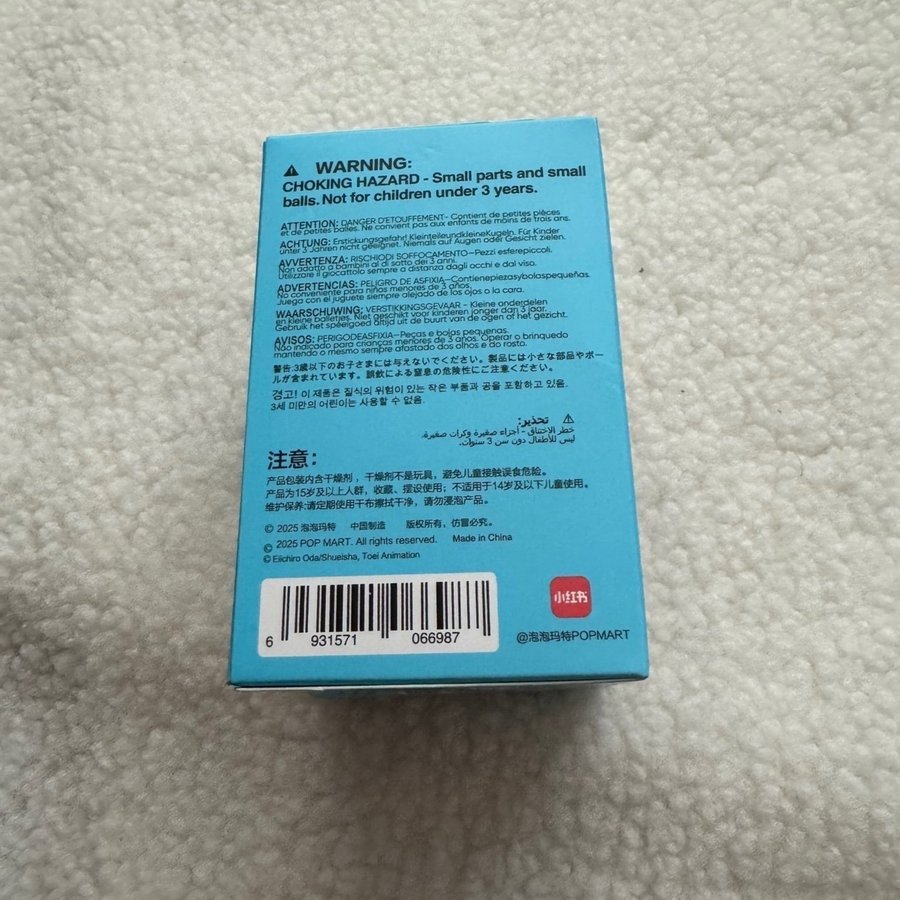 ⚠ WARNING:
CHOKING HAZARD - Small parts and small
balls. Not for children under 3 years.
ATTENTION: DANGER D'ETOUFFEMENT- Contient de petites pièces
et de petites balles. Ne convient pas aux enfants de moins de trois ans.
ACHTUNG: Erstickungsgefahr! KleinteileundkleineKugeln. Für Kinder
unter 3 Jahren nicht geeignet. Niemals auf Augen oder Gesicht zielen.
AVVERTENZA: RISCHIODI SOFFOCAMENTO—Pezzi esferepiccoli.
Non adatto a bambini al di sotto dei 3 anni.
Utilizzare il giocattolo sempre a distanza dagli occhi e dal viso.
ADVERTENCIAS: PELIGRO DE ASFIXIA—Contienepiezasybolaspequeñas.
No conveniente para niños menores de 3 años.
Juega con el juguete siempre alejado de los ojos o la cara.
WAARSCHUWING; VERSTIKKINGSGEVAAR - Kleine onderdelen
en kleine balletjes. Niet geschikt voor kinderen jonger dan 3 jaar.
Gebruik het speelgoed altijd uit de buurt van de ogen of het gezicht.
AVISOS: PERIGODEASFIXIA—Peças e bolas pequenas.
Não indicado para crianças menores de 3 anos. Operar o brinquedo
mantendo o mesmo sempre afastado dos olhos e do rosto.
警告:3歳以下のお子さまには与えないでください。製品には小さな部品やボー
ルが含まれています。誤飲による窒息の危険性にご注意ください。
경고! 이 제품은 질식의 위험이 있는 작은 부품과 공을 포함하고 있음.
3세 미만의 어린이는 사용할 수 없음.
⚠ تحذير:
خطر الاختناق - أجزاء صغيرة وكرات صغيرة.
ليس للأطفال دون سن 3 سنوات.
注意：
产品包装内含干燥剂，干燥剂不是玩具，避免儿童接触误食危险。
产品为15岁及以上人群，收藏、摆设使用；不适用于14岁及以下儿童使用。
维护保养:请定期使用干布擦拭干净，请勿浸泡产品。
© 2025 泡泡玛特 中国制造 版权所有，仿冒必究。
© 2025 POP MART. All rights reserved. Made in China
© Eiichiro Oda/Shueisha, Toei Animation
6 931571 066987
小红书
@泡泡玛特POPMART